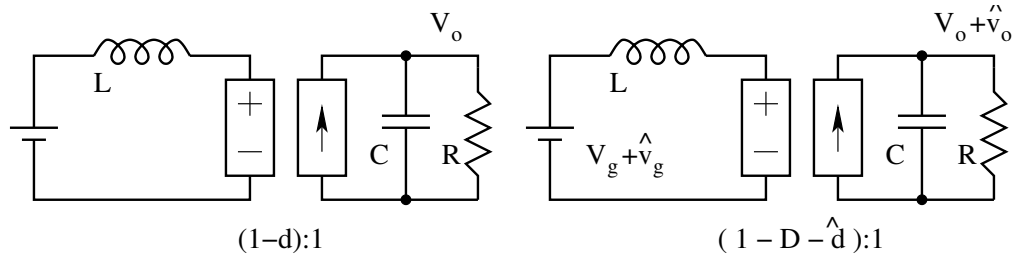 V_o
V_o+v̂_o
L
+
−
C
R
L
+
−
C
R
V_g+v̂_g
(1−d):1
( 1 − D − d̂ ):1